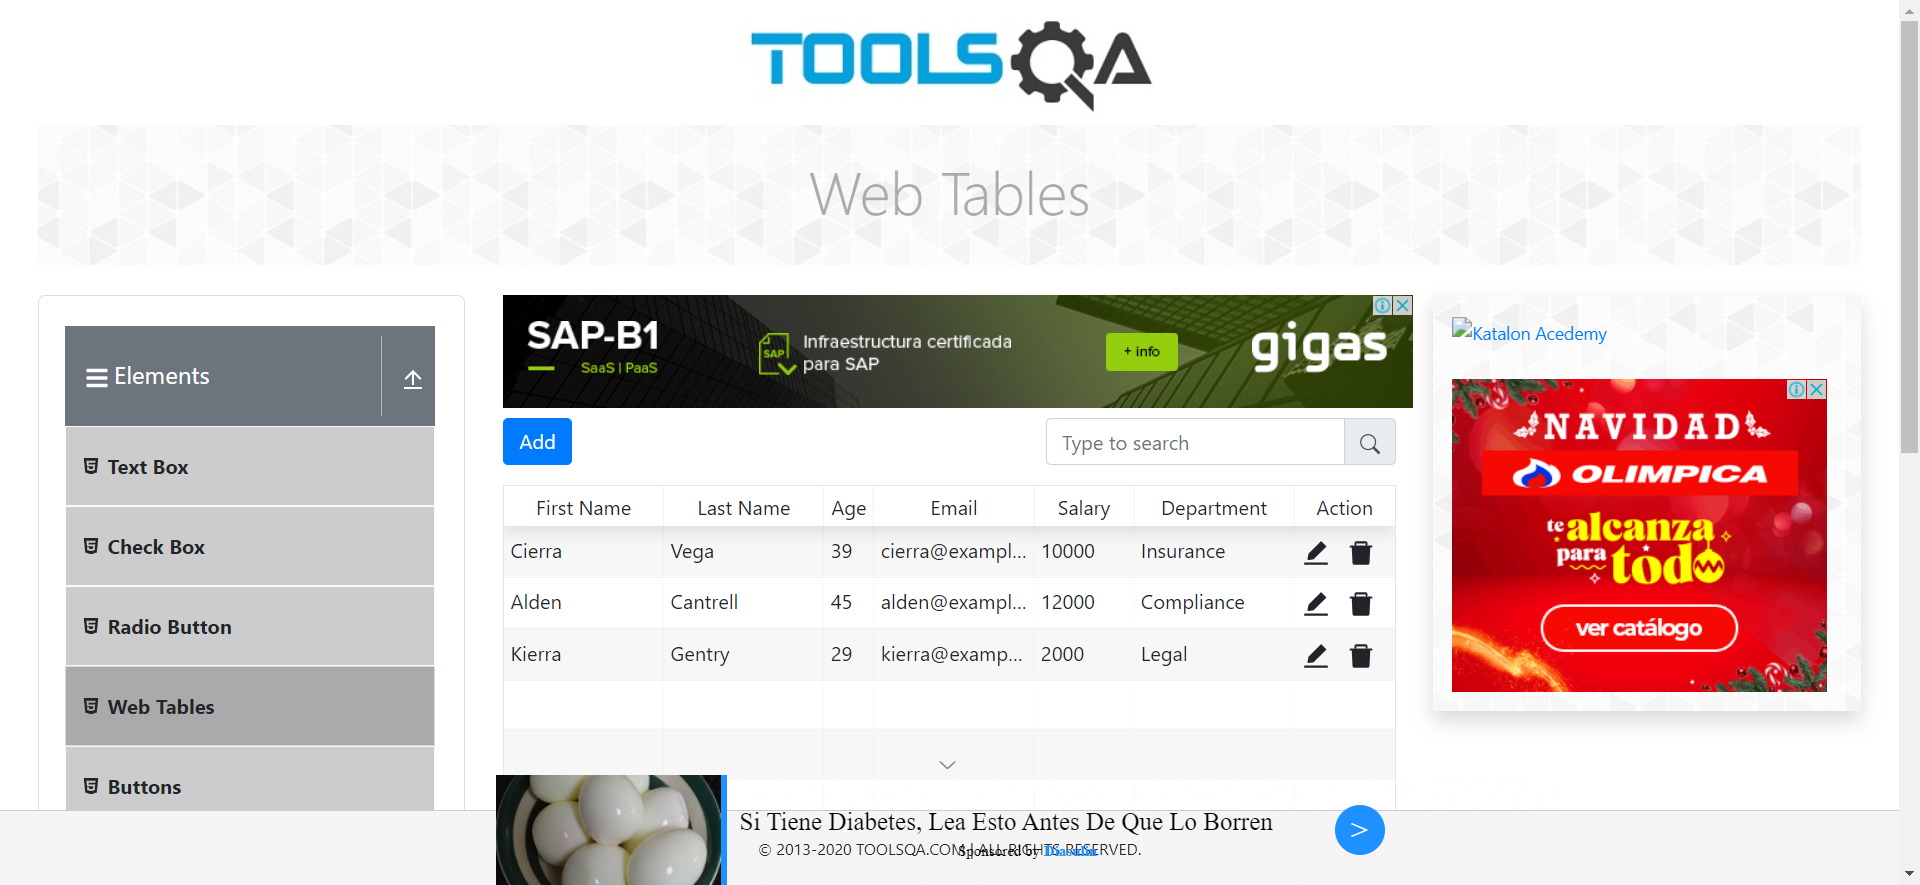 TOOLSQA
Web Tables
Elements
Text Box
Check Box
Radio Button
Web Tables
Buttons
SAP-B1
SaaS | PaaS
SAP
Infraestructura certificada
para SAP
+ info
gigas
Add
Type to search
First Name Last Name Age Email Salary Department Action
Cierra Vega 39 cierra@exampl... 10000 Insurance
Alden Cantrell 45 alden@exampl... 12000 Compliance
Kierra Gentry 29 kierra@examp... 2000 Legal
Katalon Acedemy
NAVIDAD
OLIMPICA
te alcanza
para todo
ver catálogo
Si Tiene Diabetes, Lea Esto Antes De Que Lo Borren
© 2013-2020 TOOLSQA.COM | ALL RIGHTS RESERVED.
Sponsored by